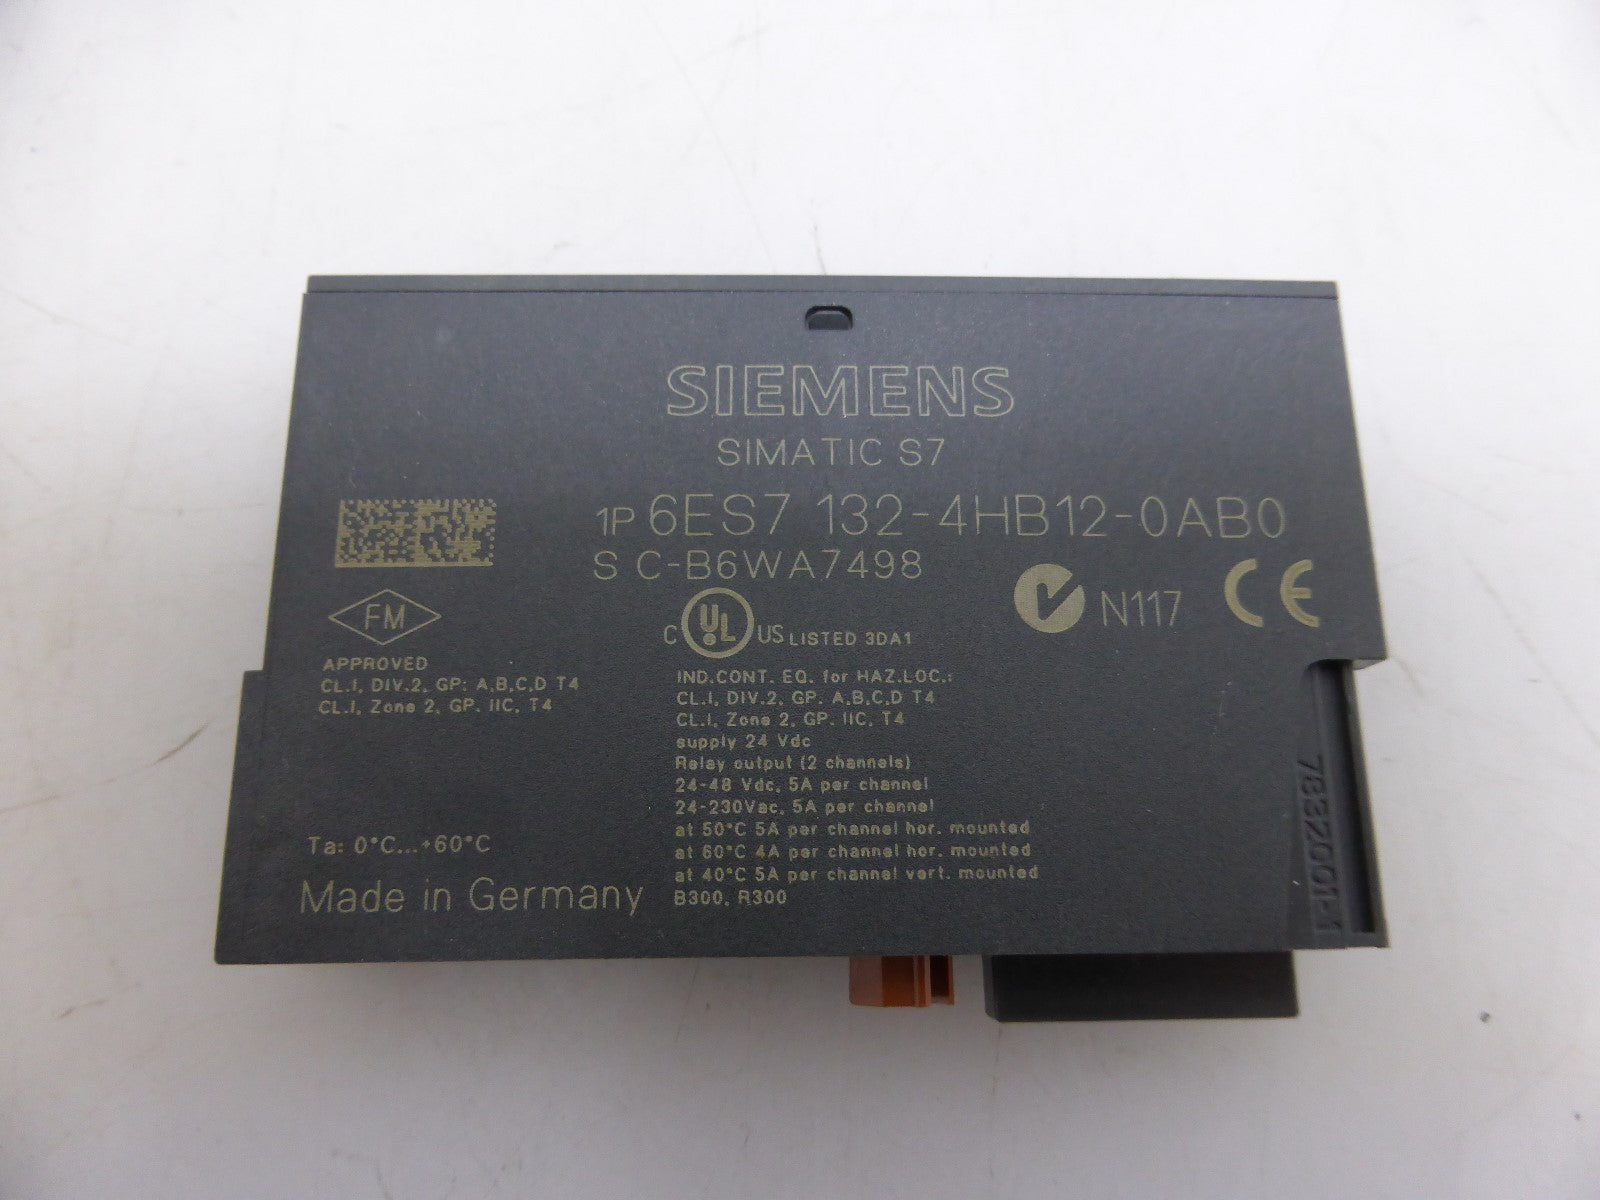 SIEMENS
SIMATIC S7
1P 6ES7 132-4HB12-0AB0
S C-B6WA7498
FM
APPROVED
CL.I, DIV.2, GP: A,B,C,D T4
CL.I, Zone 2, GP. IIC, T4
C UL US LISTED 3DA1
N117
CE
IND.CONT. EQ. for HAZ.LOC.:
CL.I, DIV.2, GP. A,B,C,D T4
CL.I, Zone 2, GP. IIC, T4
supply 24 Vdc
Relay output (2 channels)
24-48 Vdc, 5A per channel
24-230Vac, 5A per channel
at 50°C 5A per channel hor. mounted
at 60°C 4A per channel hor. mounted
at 40°C 5A per channel vert. mounted
B300, R300
Ta: 0°C...+60°C
Made in Germany